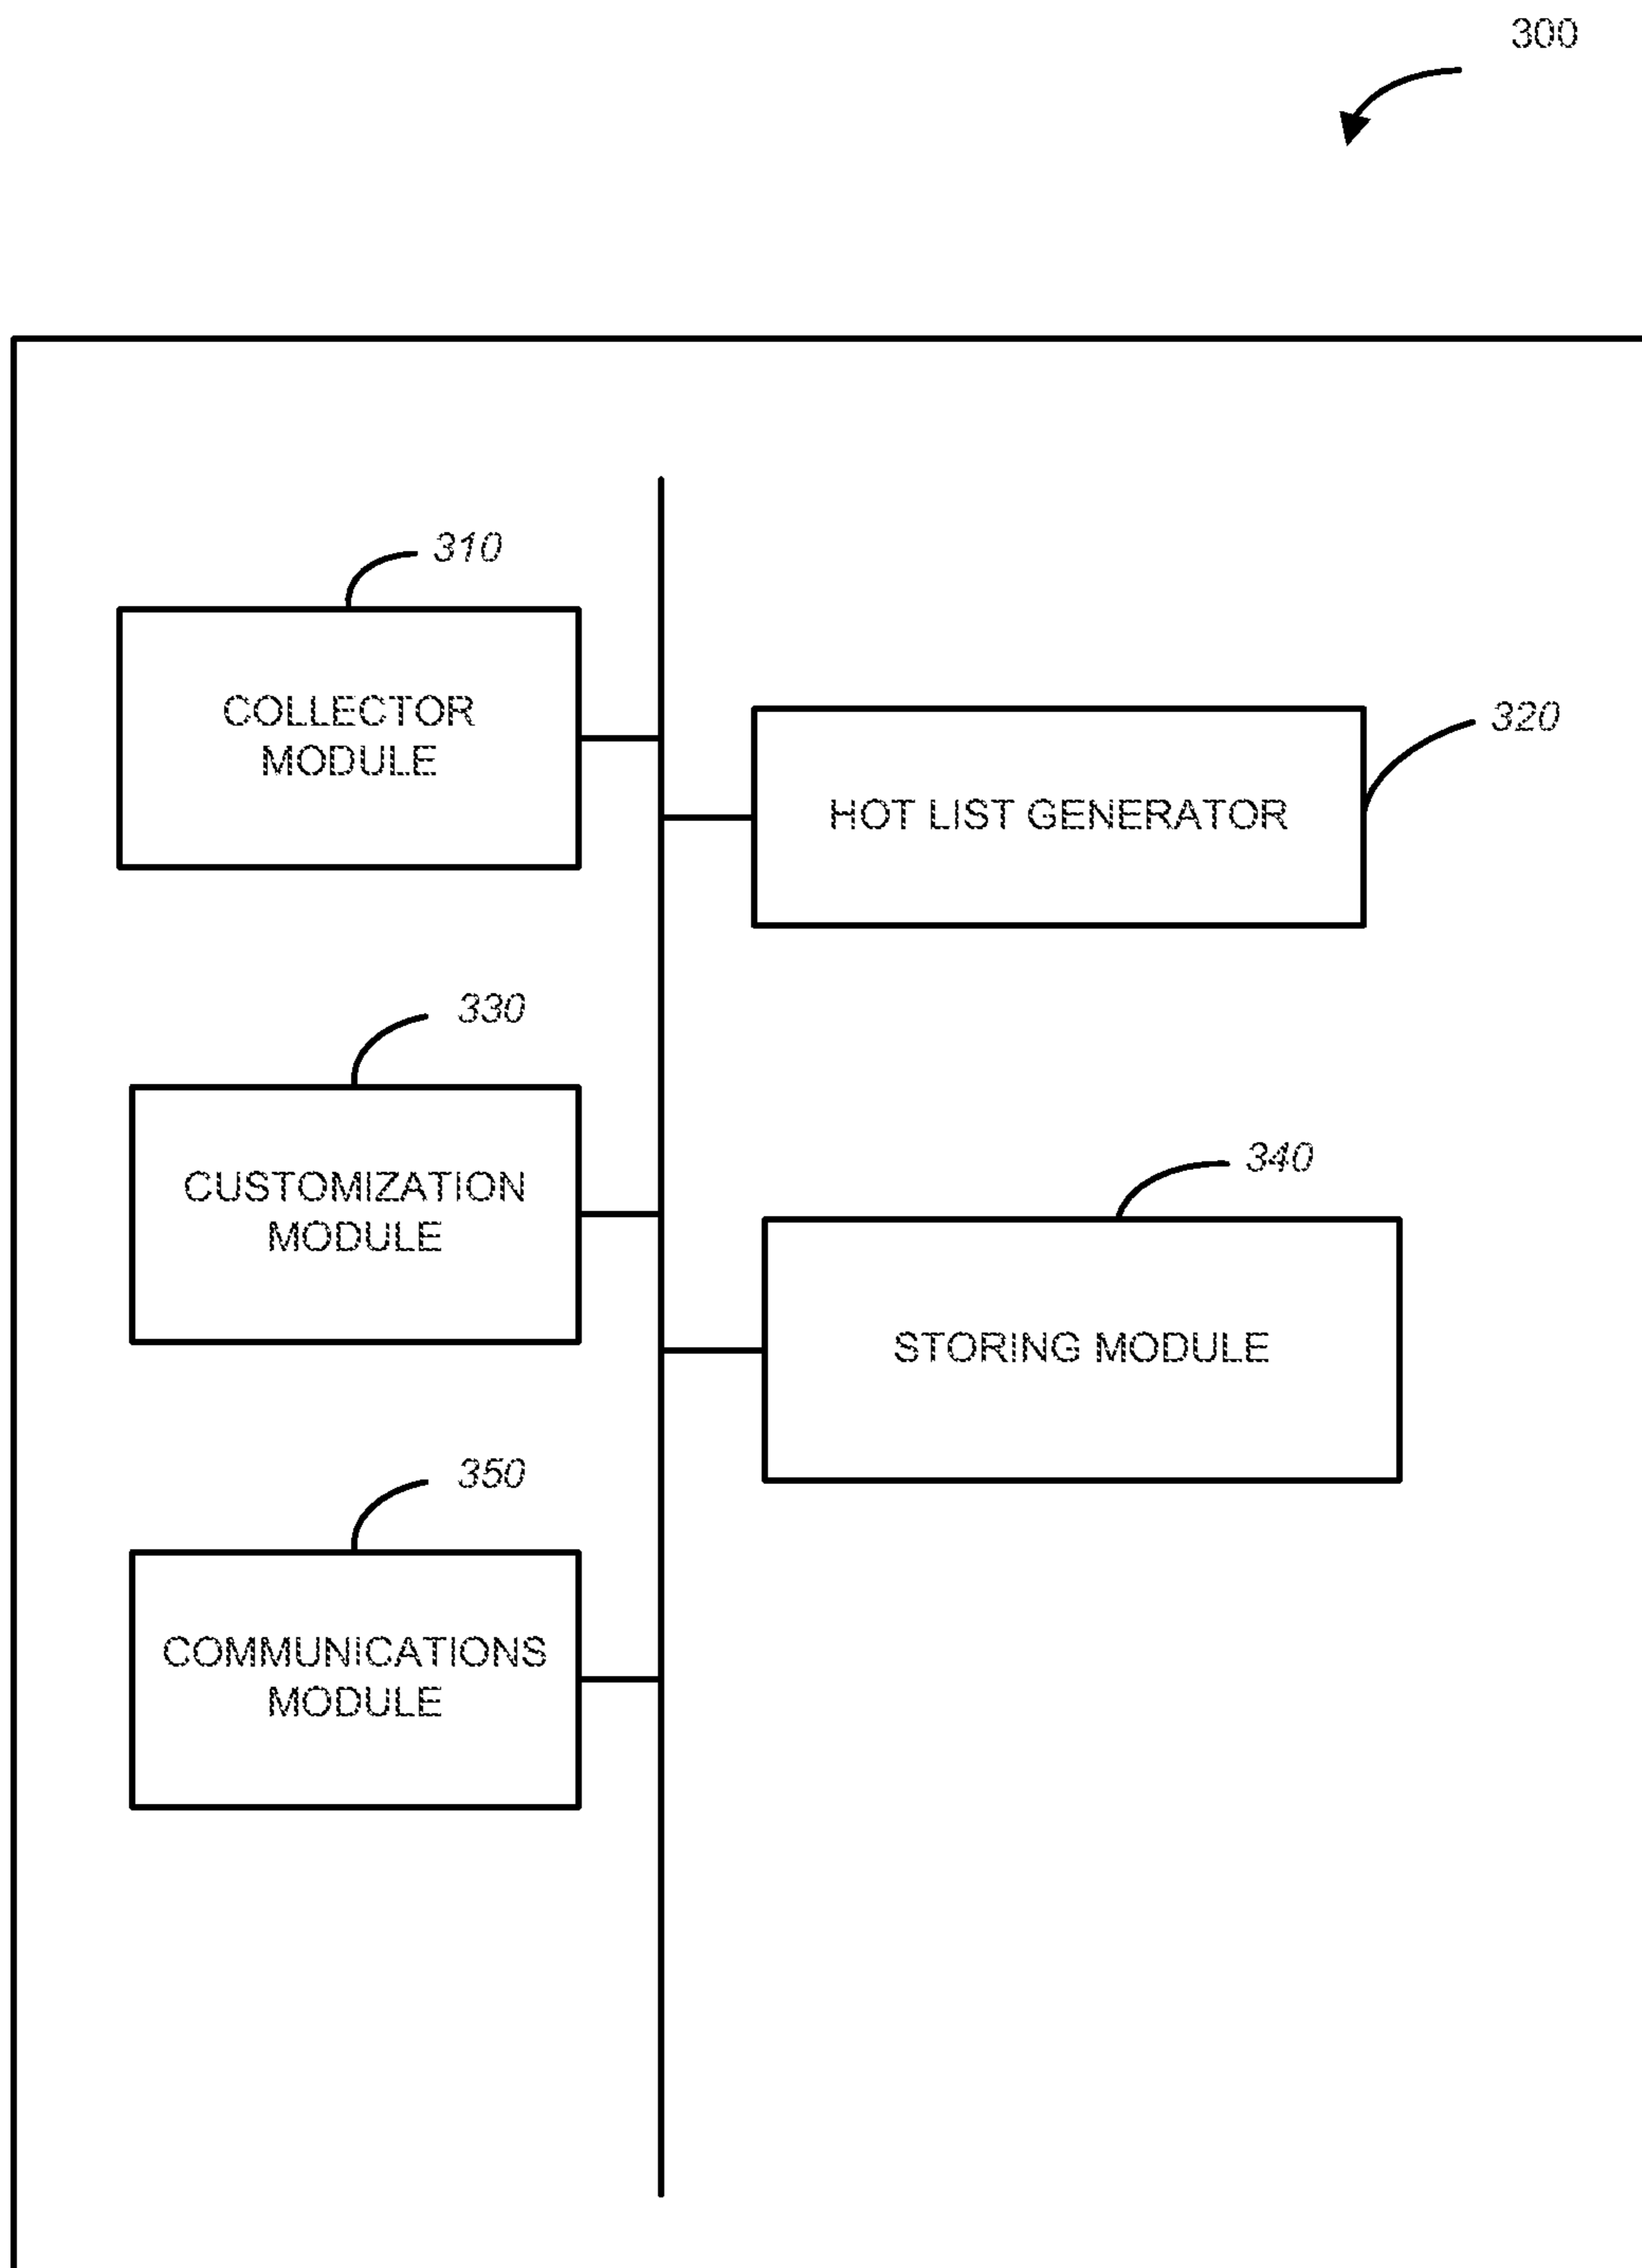 300
310
COLLECTOR
MODULE
320
HOT LIST GENERATOR
330
CUSTOMIZATION
MODULE
340
STORING MODULE
350
COMMUNICATIONS
MODULE